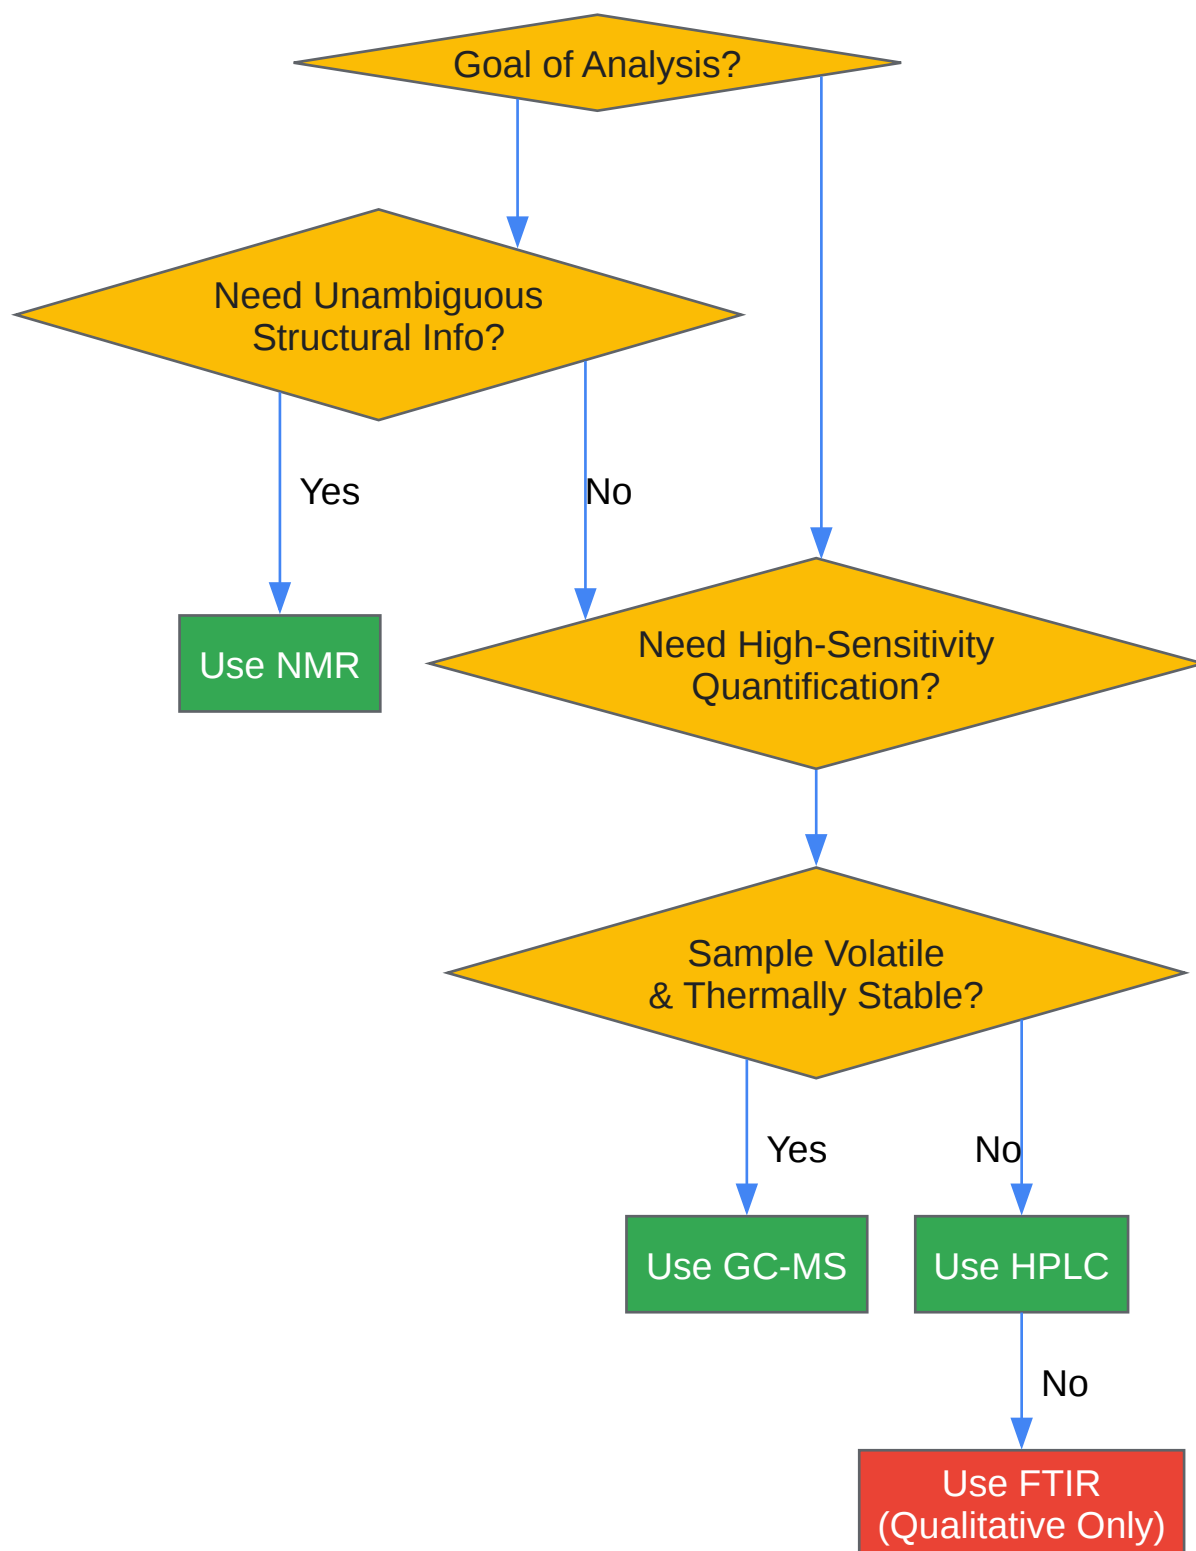 Goal of Analysis?
Need Unambiguous
Structural Info?
Yes
No
Use NMR
Need High-Sensitivity
Quantification?
Sample Volatile
& Thermally Stable?
Yes
No
Use GC-MS
Use HPLC
No
Use FTIR
(Qualitative Only)